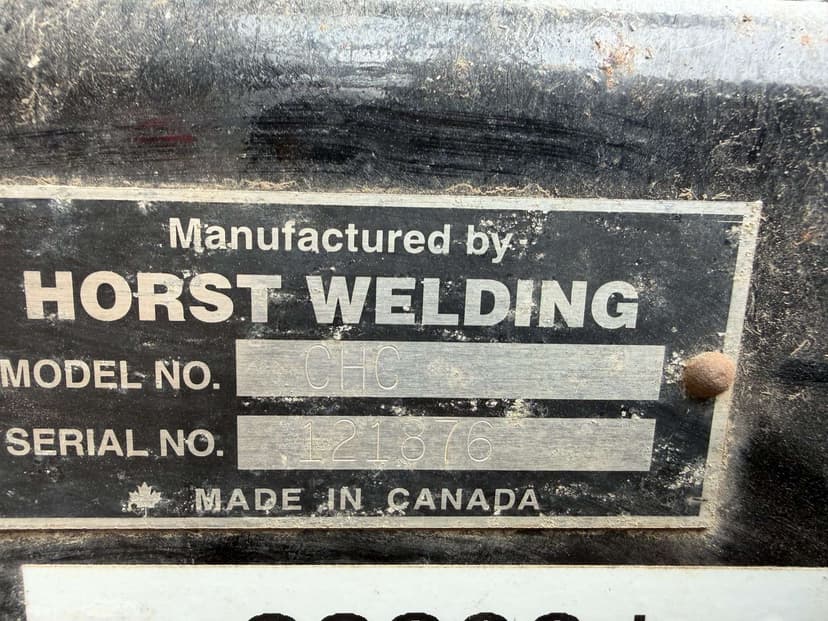 Manufactured by
HORST WELDING
MODEL NO. CHC
SERIAL NO. 121876
MADE IN CANADA